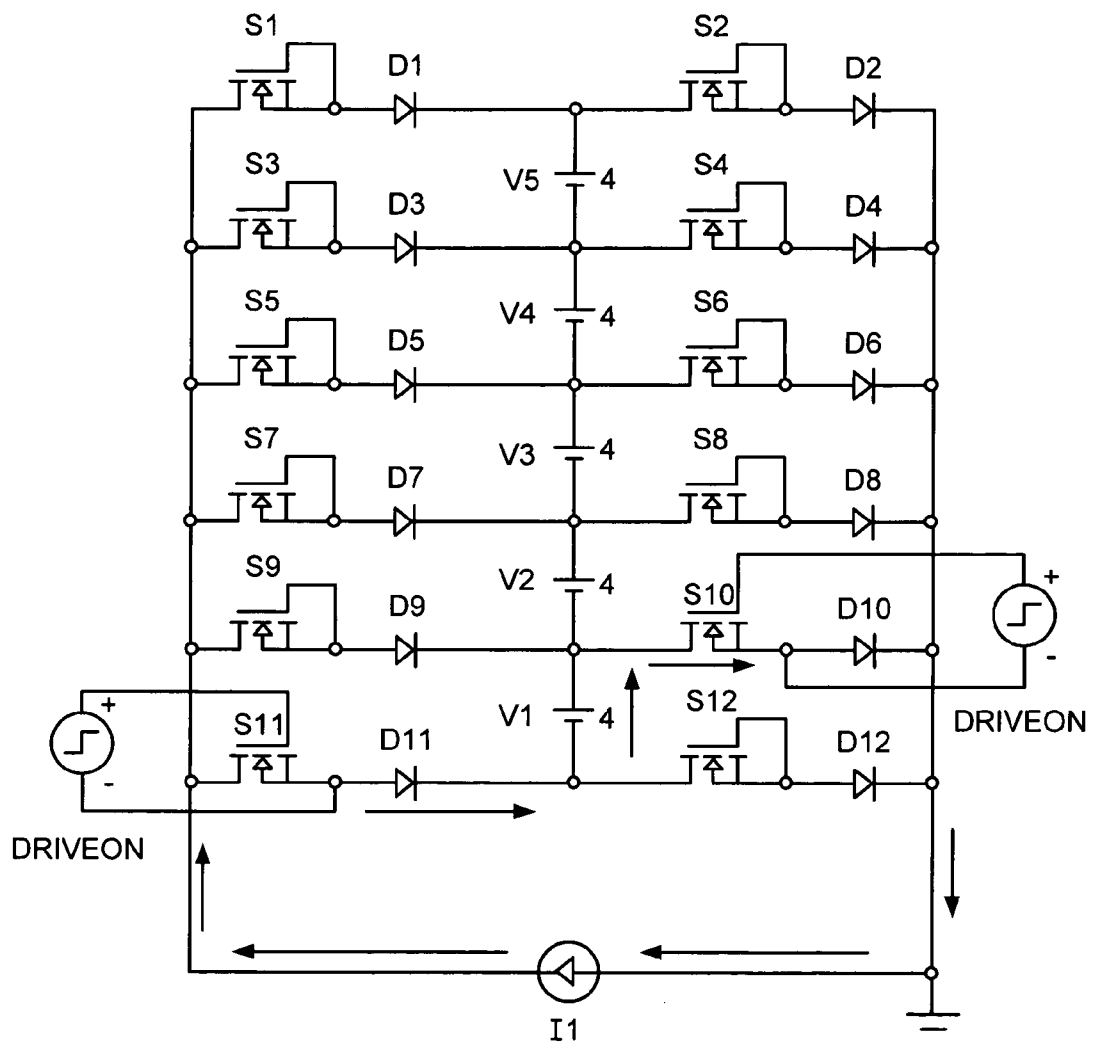 S1
S2
D1
D2
S3
S4
V5 4
D3
D4
S5
S6
V4 4
D5
D6
S7
S8
V3 4
D7
D8
S9
V2 4
S10
+
D9
D10
-
+
S11
V1 4
S12
DRIVEON
D11
D12
-
DRIVEON
I1